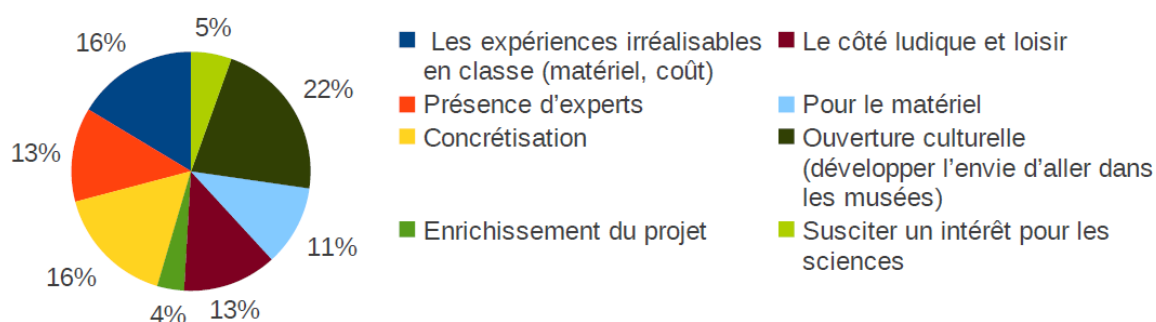 5%
16%
22%
13%
11%
16%
4%
13%
Les expériences irréalisables
en classe (matériel, coût)
Le côté ludique et loisir
Présence d’experts
Pour le matériel
Concrétisation
Ouverture culturelle
(développer l’envie d’aller dans
les musées)
Enrichissement du projet
Susciter un intérêt pour les
sciences